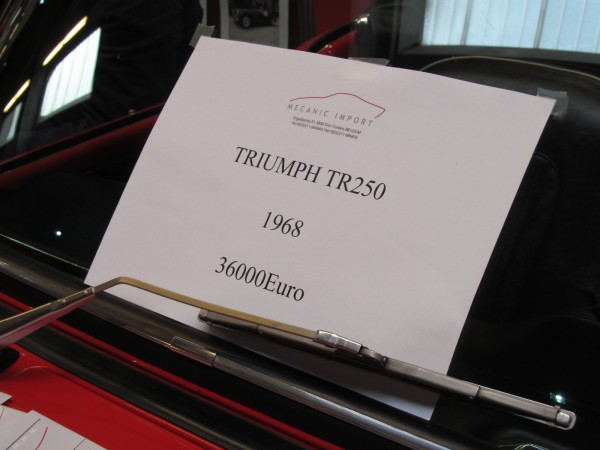 MECANIC IMPORT
TRIUMPH TR250
1968
36000Euro